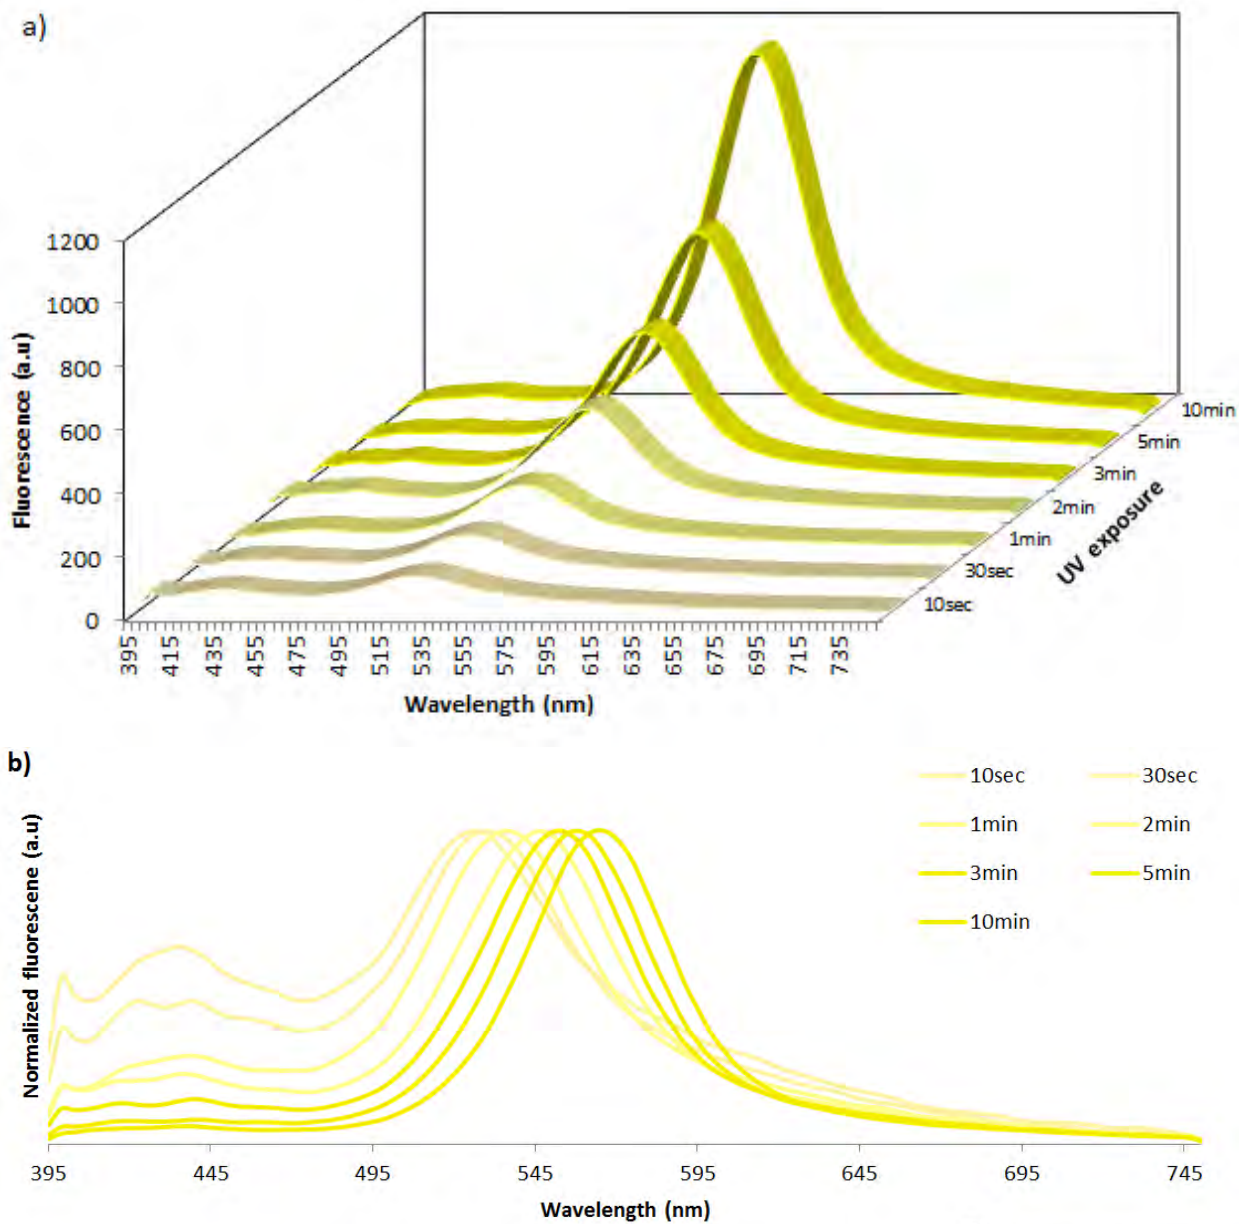 a)
1200
1000
800
600
400
200
0
Fluorescence (a.u)
395 415 435 455 475 495 515 535 555 575 595 615 635 655 675 695 715 735
Wavelength (nm)
10min
5min
3min
2min
1min
30sec
10sec
UV exposure
b)
10sec 30sec
1min 2min
3min 5min
10min
Normalized fluorescene (a.u)
395 445 495 545 595 645 695 745
Wavelength (nm)